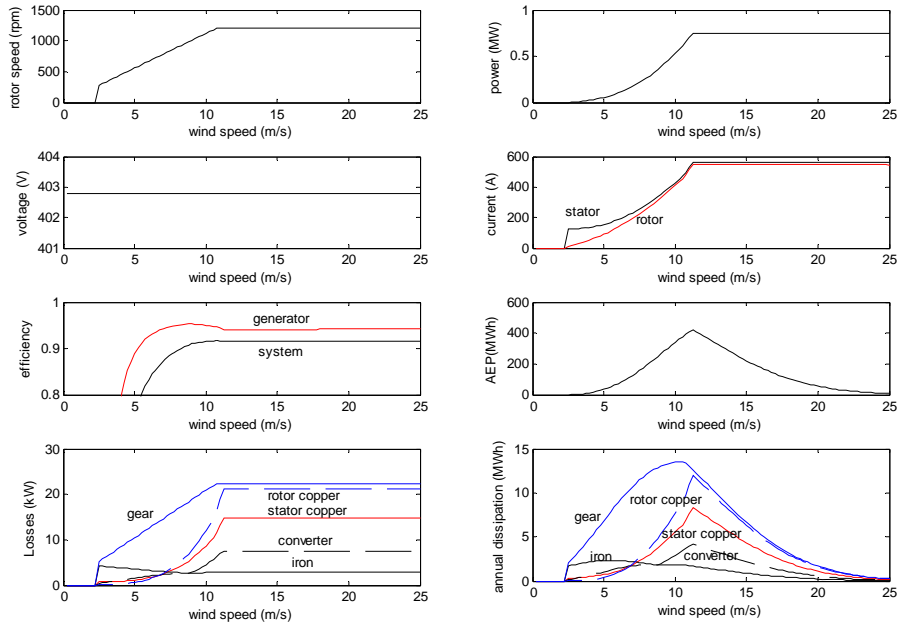 1500
1000
500
0
rotor speed (rpm)
0 5 10 15 20 25
wind speed (m/s)
1
0.5
0
power (MW)
0 5 10 15 20 25
wind speed (m/s)
404
403
402
401
voltage (V)
0 5 10 15 20 25
wind speed (m/s)
600
400
200
0
current (A)
stator
rotor
0 5 10 15 20 25
wind speed (m/s)
1
0.9
0.8
efficiency
generator
system
0 5 10 15 20 25
wind speed (m/s)
600
400
200
0
AEP(MWh)
0 5 10 15 20 25
wind speed (m/s)
30
20
10
0
Losses (kW)
gear
rotor copper
stator copper
converter
iron
0 5 10 15 20 25
wind speed (m/s)
15
10
5
0
annual dissipation (MWh)
gear
rotor copper
stator copper
iron
converter
0 5 10 15 20 25
wind speed (m/s)